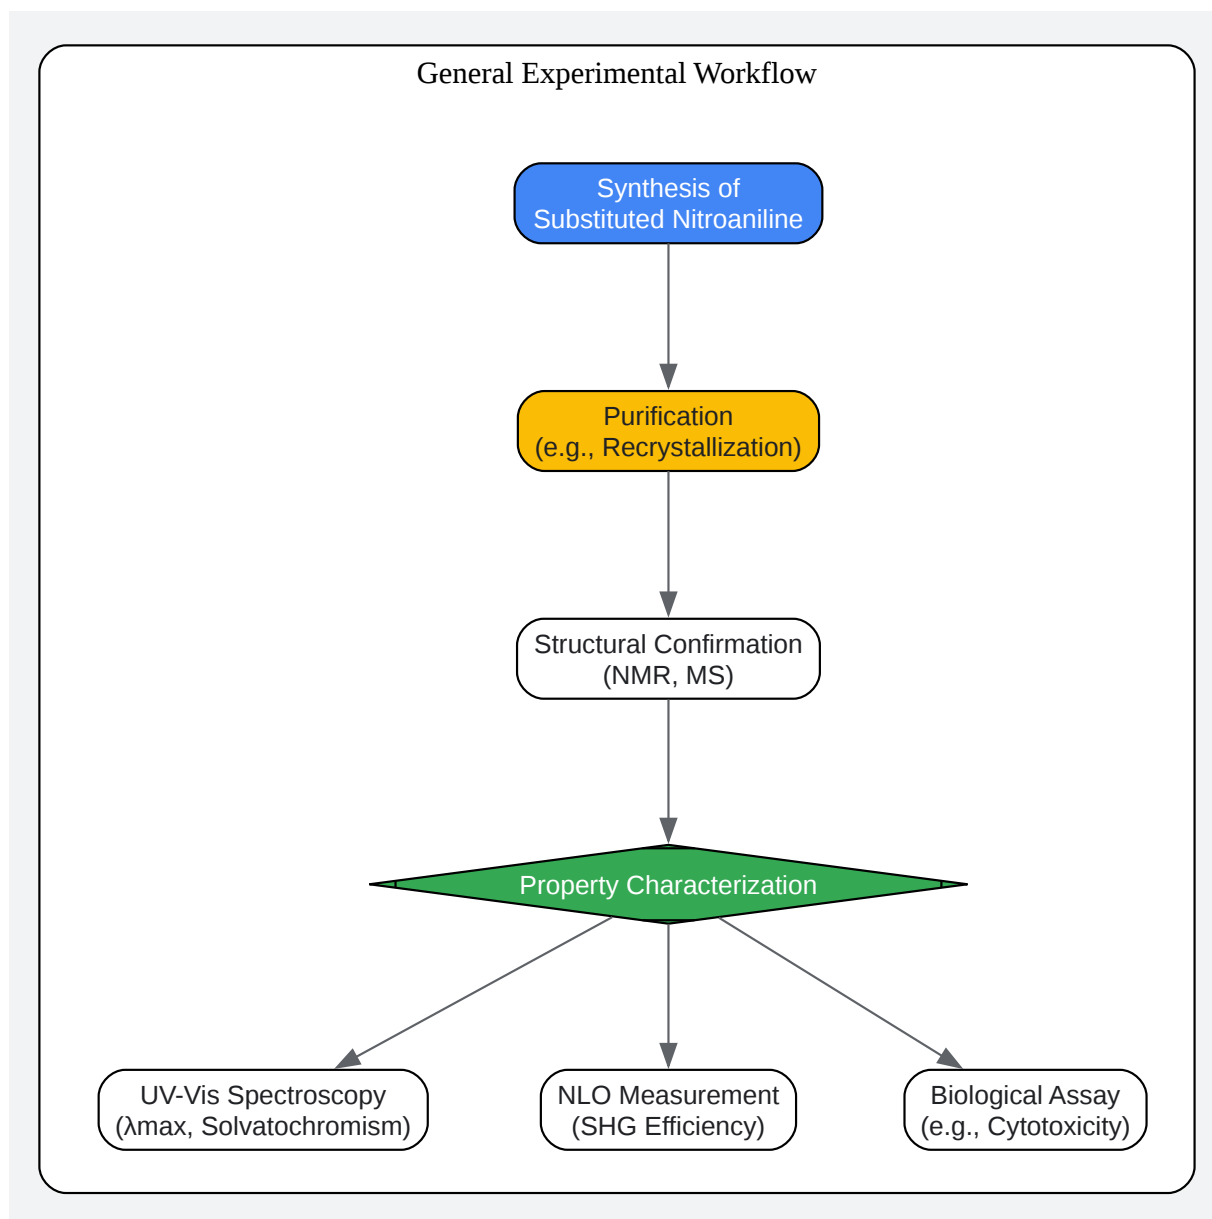 General Experimental Workflow
Synthesis of
Substituted Nitroaniline
Purification
(e.g., Recrystallization)
Structural Confirmation
(NMR, MS)
Property Characterization
UV-Vis Spectroscopy
(λmax, Solvatochromism)
NLO Measurement
(SHG Efficiency)
Biological Assay
(e.g., Cytotoxicity)